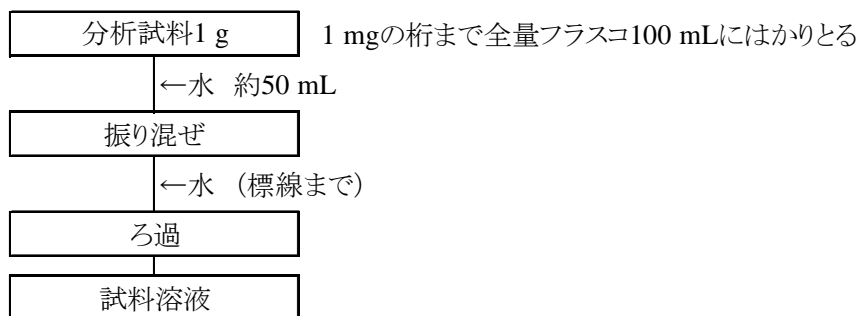 分析試料1 g 1 mgの桁まで全量フラスコ100 mLにはかりとる
←水 約50 mL
振り混ぜ
←水 （標線まで）
ろ過
試料溶液